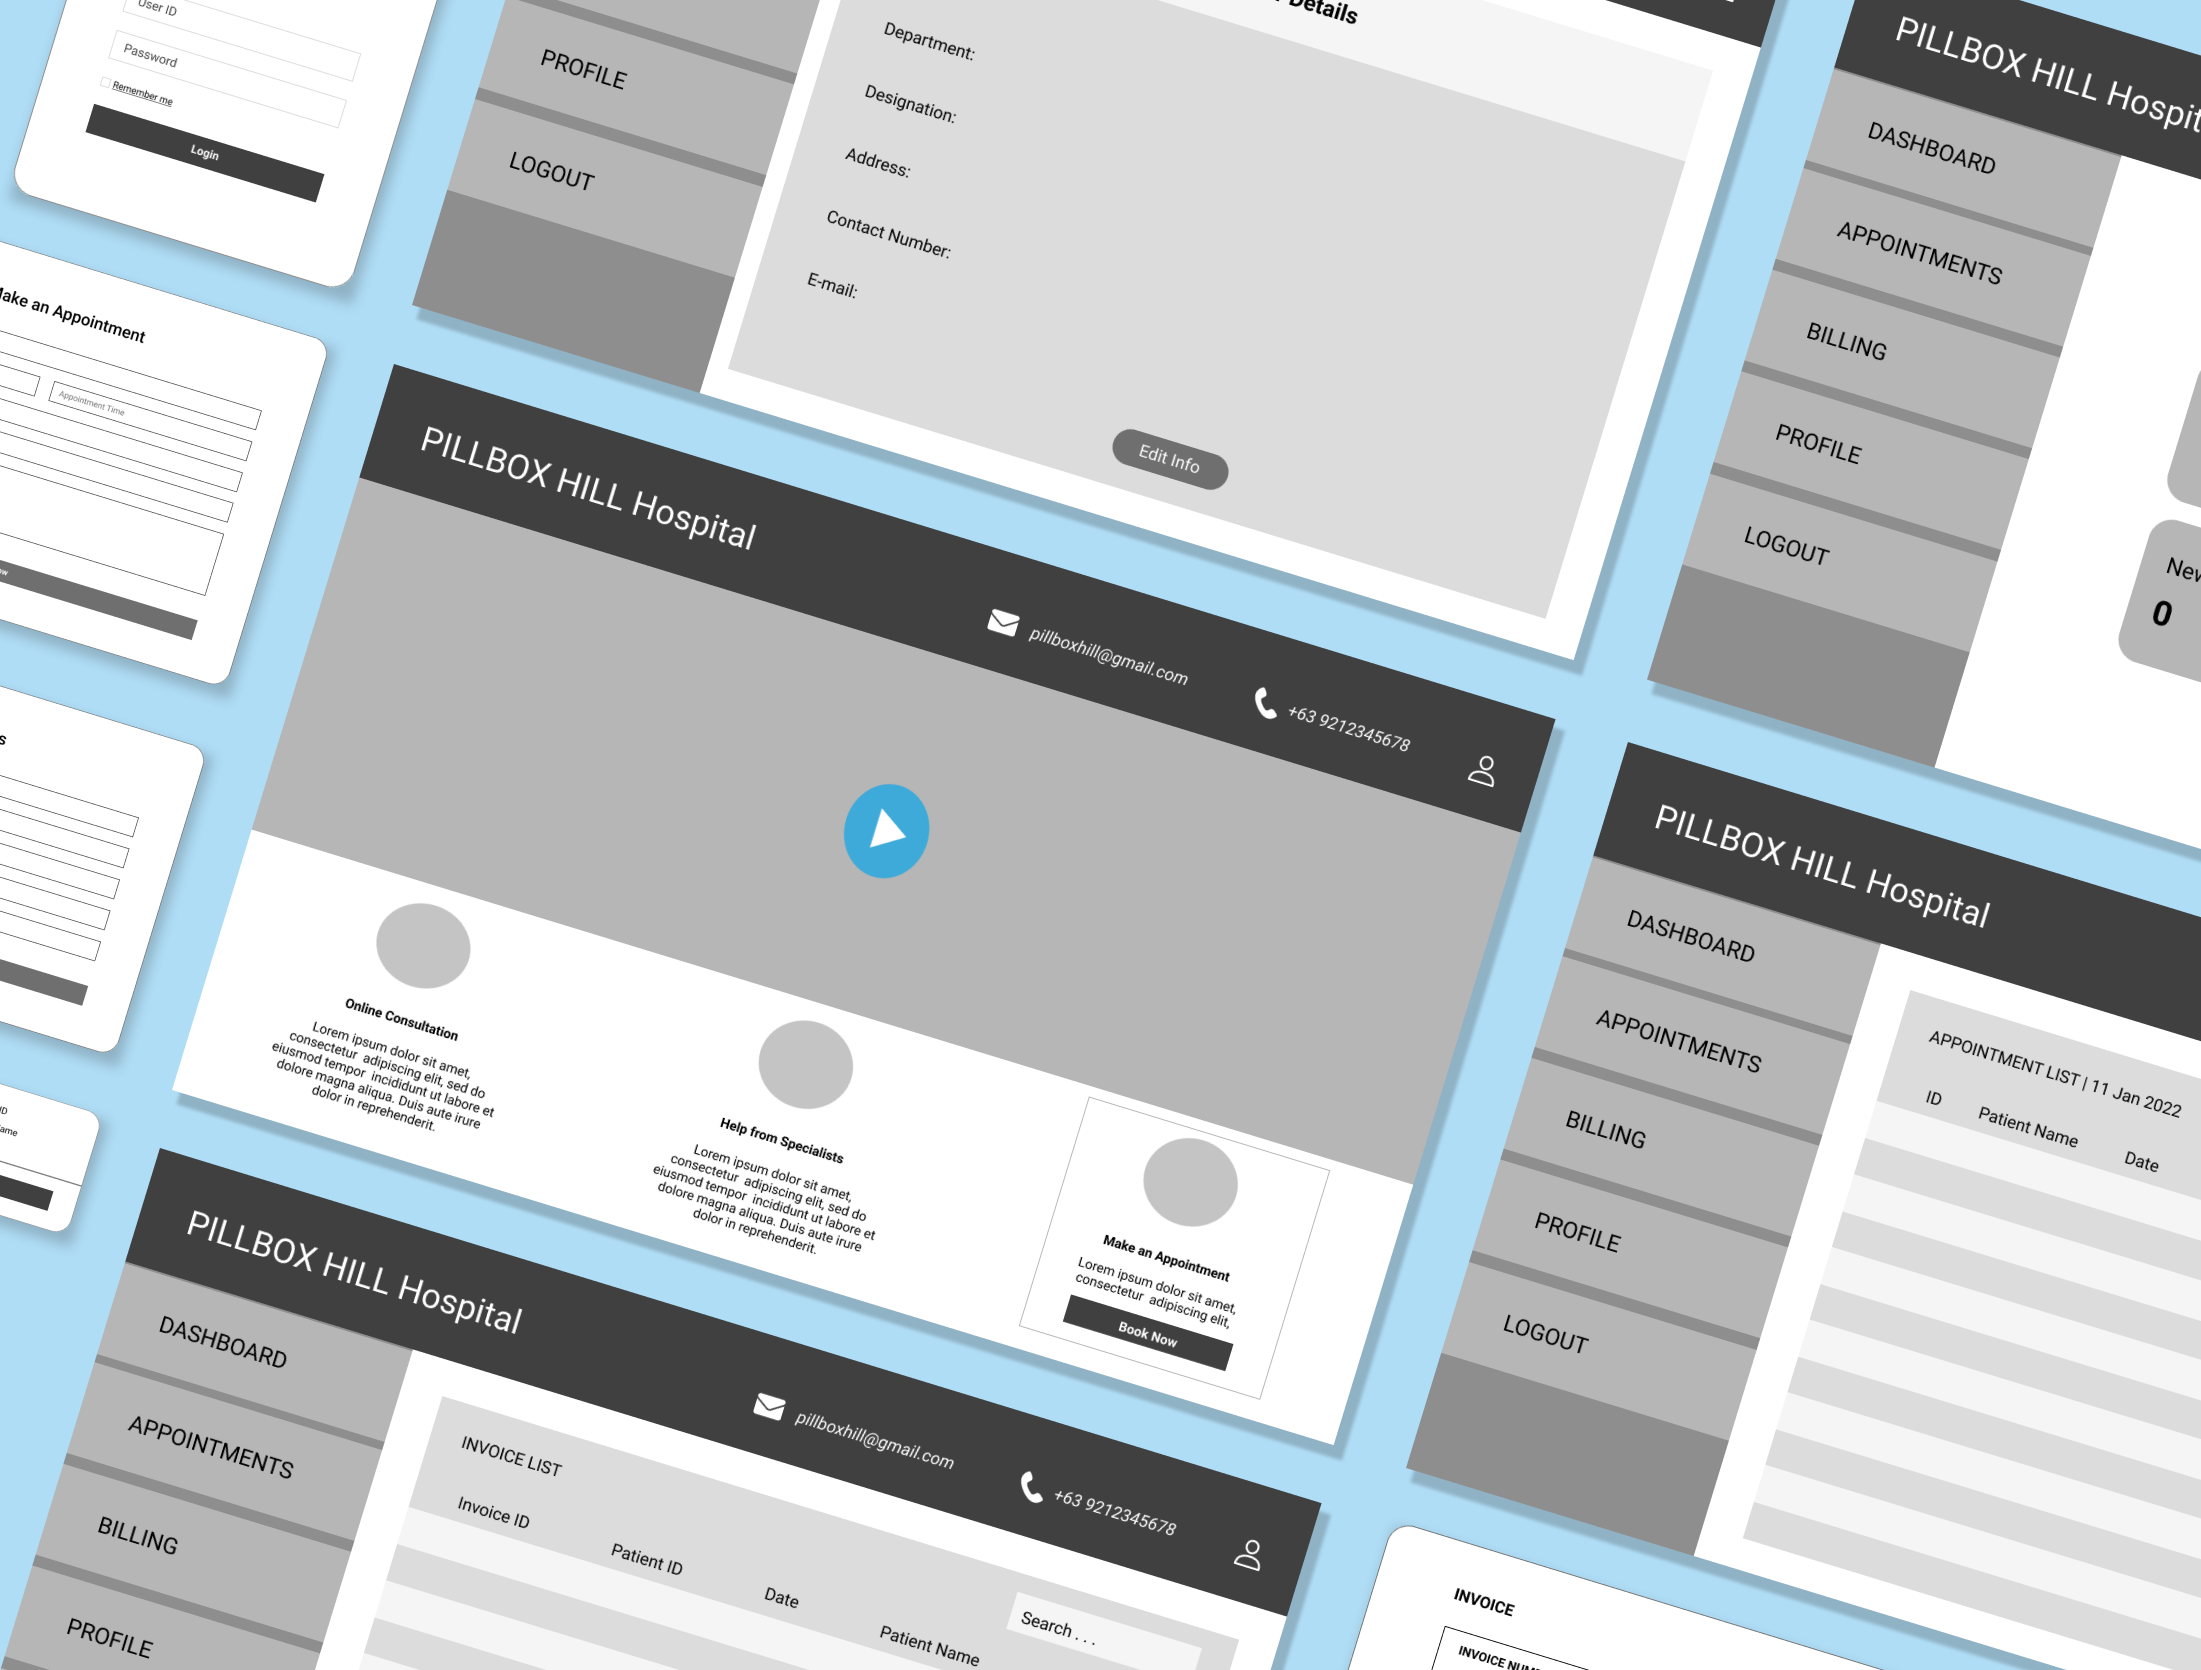 User ID
Password
Remember me
Login
Make an Appointment
Appointment Time
PROFILE
LOGOUT
Details
Department:
Designation:
Address:
Contact Number:
E-mail:
Edit Info
PILLBOX HILL Hospit
DASHBOARD
APPOINTMENTS
BILLING
PROFILE
LOGOUT
New
0
PILLBOX HILL Hospital
pillboxhill@gmail.com
+63 9212345678
Online Consultation
Lorem ipsum dolor sit amet,
consectetur adipiscing elit, sed do
eiusmod tempor incididunt ut labore et
dolore magna aliqua. Duis aute irure
dolor in reprehenderit.
Help from Specialists
Lorem ipsum dolor sit amet,
consectetur adipiscing elit, sed do
eiusmod tempor incididunt ut labore et
dolore magna aliqua. Duis aute irure
dolor in reprehenderit.
Make an Appointment
Lorem ipsum dolor sit amet,
consectetur adipiscing elit,
Book Now
PILLBOX HILL Hospital
DASHBOARD
APPOINTMENTS
BILLING
PROFILE
LOGOUT
APPOINTMENT LIST | 11 Jan 2022
ID Patient Name Date
PILLBOX HILL Hospital
pillboxhill@gmail.com
+63 9212345678
DASHBOARD
APPOINTMENTS
BILLING
PROFILE
INVOICE LIST
Search . . .
Invoice ID Patient ID Date Patient Name
INVOICE
INVOICE NUM